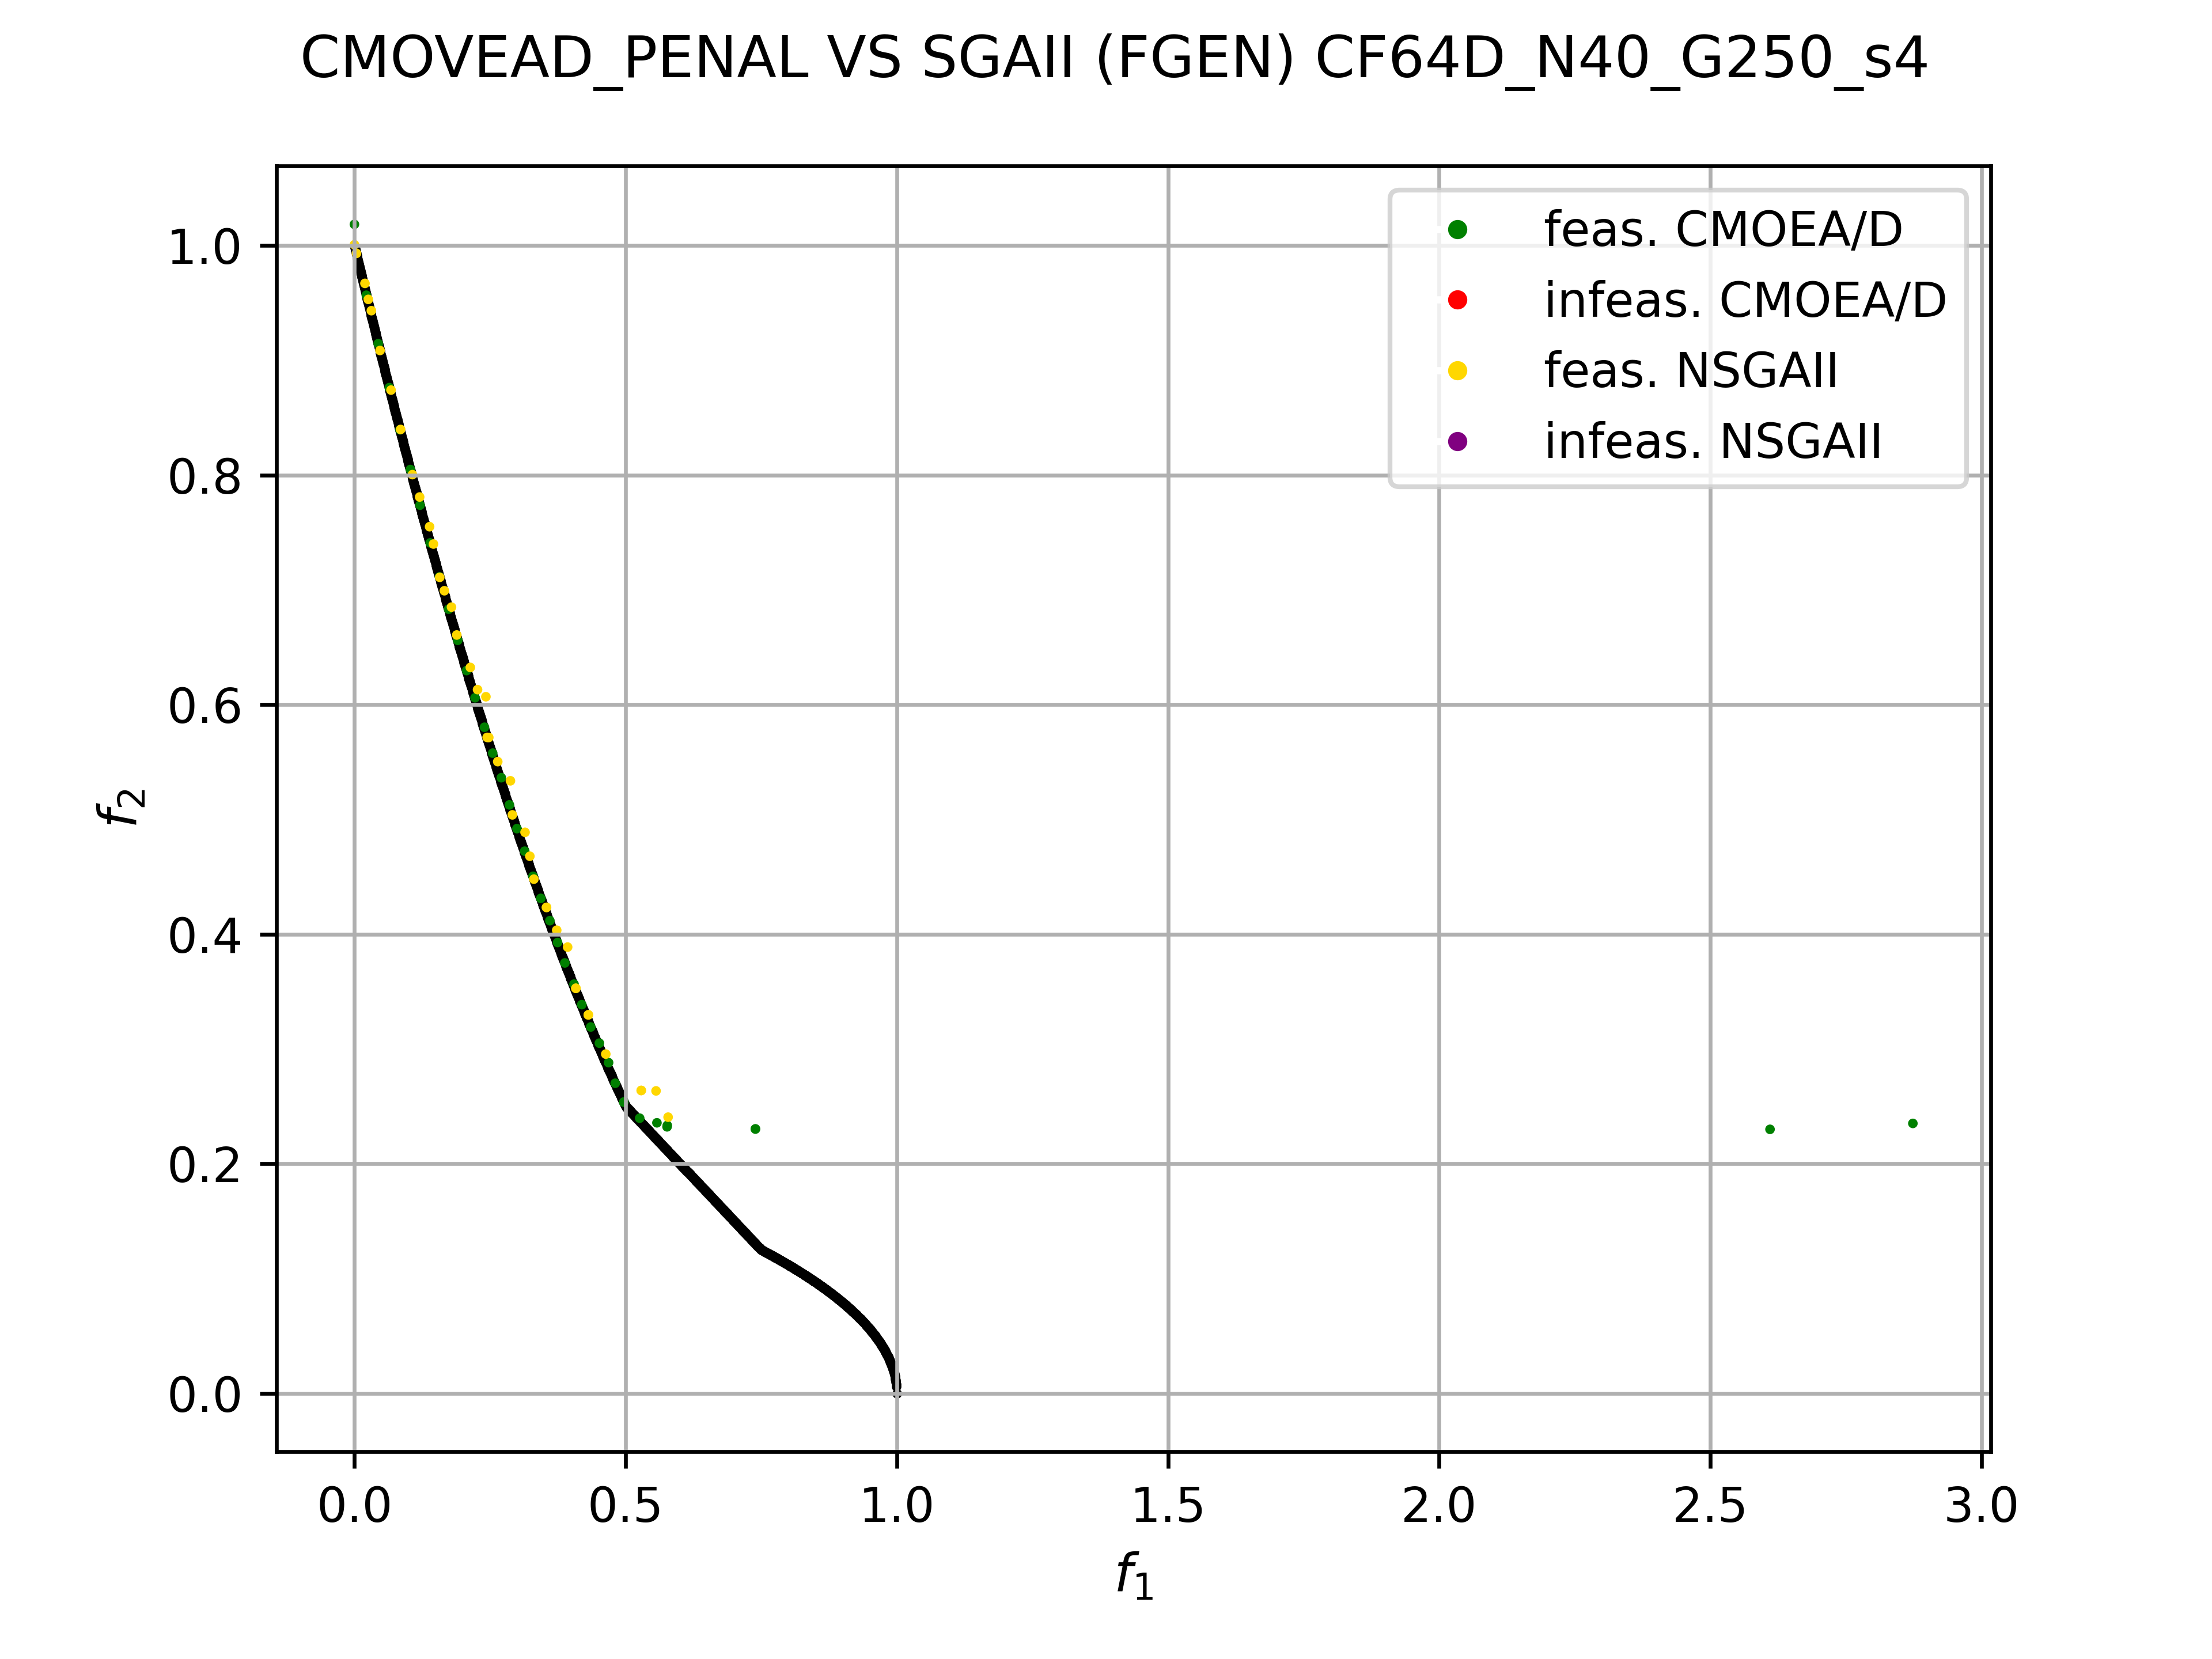 CMOVEAD_PENAL VS SGAII (FGEN) CF64D_N40_G250_s4
feas. CMOEA/D
infeas. CMOEA/D
feas. NSGAII
infeas. NSGAII
1.0
0.8
0.6
0.4
0.2
0.0
f2
0.0 0.5 1.0 1.5 2.0 2.5 3.0
f1